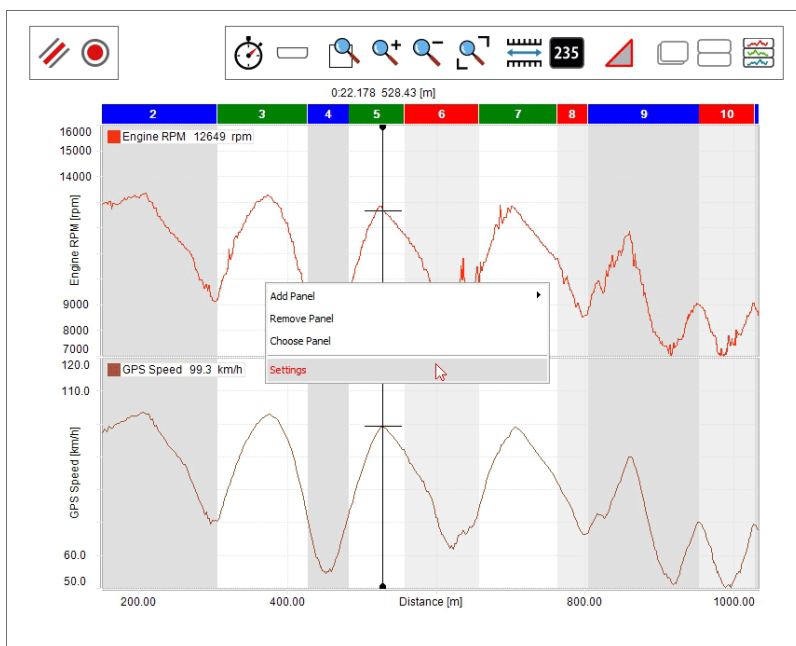 235
0:22.178 528.43 [m]
2 3 4 5 6 7 8 9 10
16000
Engine RPM 12649 rpm
15000
14000
Engine RPM [rpm]
9000
8000
7000
Add Panel
Remove Panel
Choose Panel
Settings
120.0
GPS Speed 99.3 km/h
110.0
GPS Speed [km/h]
60.0
50.0
200.00 400.00 Distance [m] 800.00 1000.00